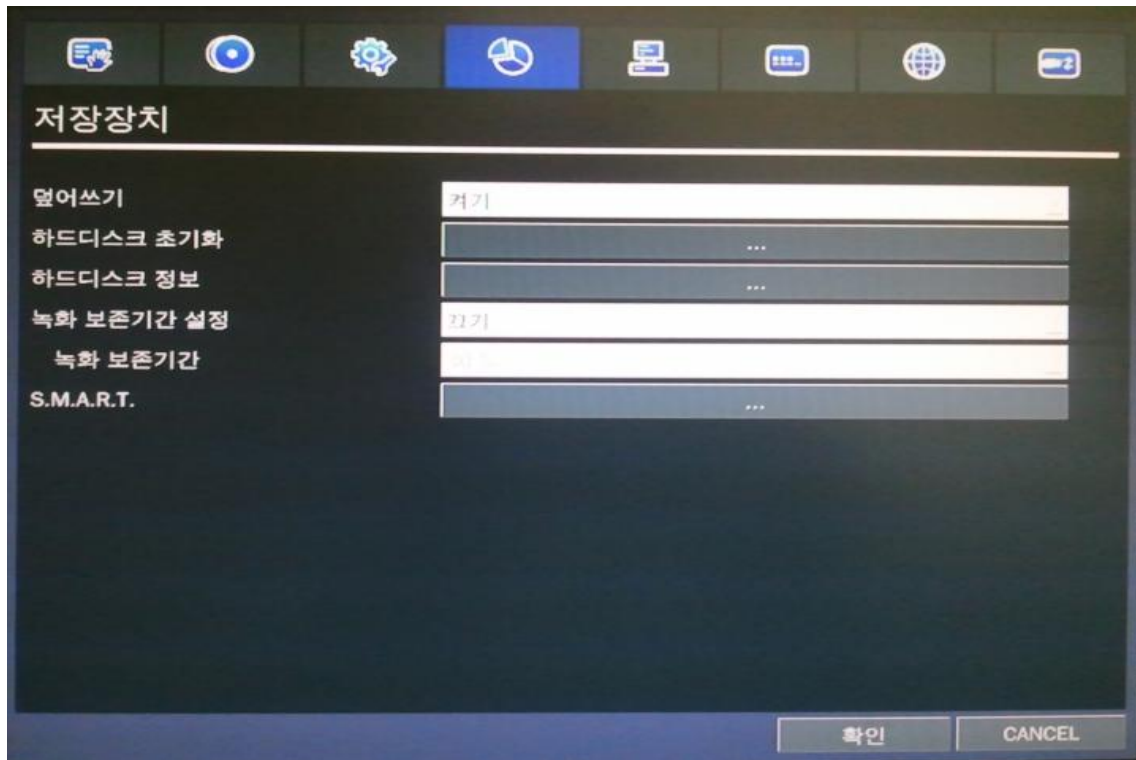 저장장치
덮어쓰기 켜기
하드디스크 초기화 ...
하드디스크 정보 ...
녹화 보존기간 설정 끄기
녹화 보존기간
S.M.A.R.T. ...
확인 CANCEL